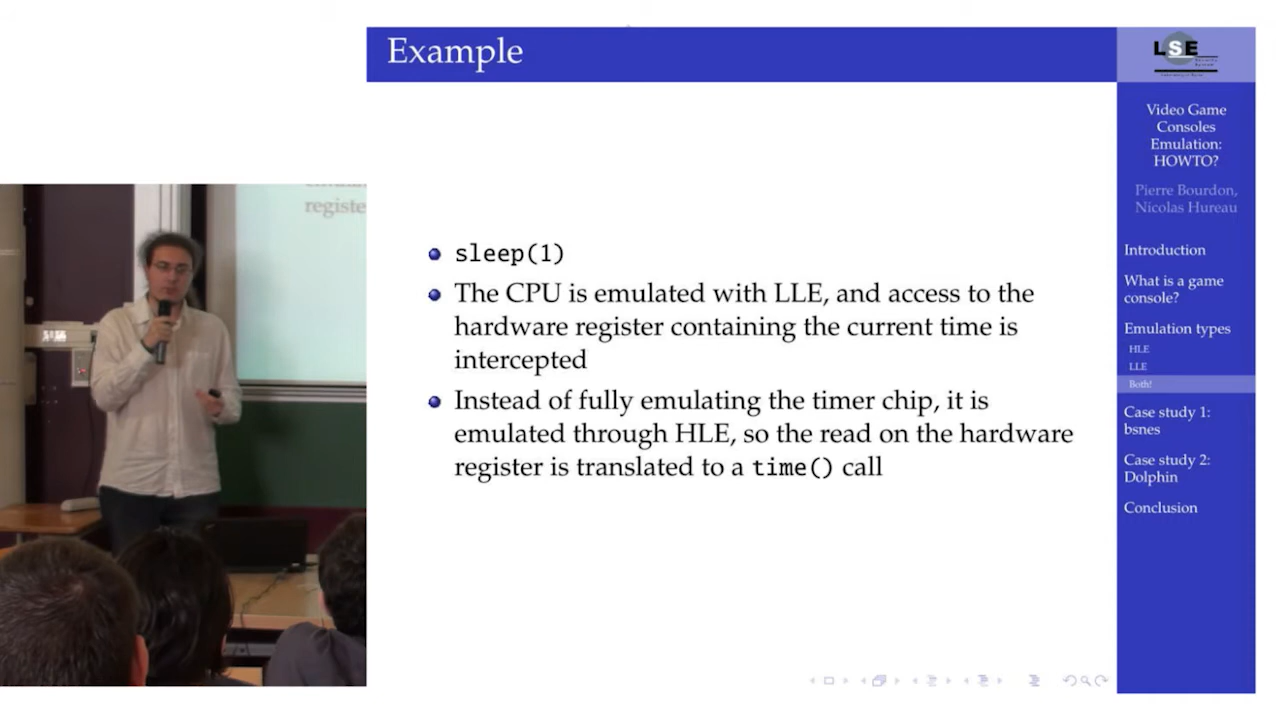 Example
sleep(1)
The CPU is emulated with LLE, and access to the
hardware register containing the current time is
intercepted
Instead of fully emulating the timer chip, it is
emulated through HLE, so the read on the hardware
register is translated to a time() call
LSE
Video Game
Consoles
Emulation:
HOWTO?
Pierre Bourdon,
Nicolas Hureau
Introduction
What is a game
console?
Emulation types
HLE
LLE
Both!
Case study 1:
bsnes
Case study 2:
Dolphin
Conclusion
registe